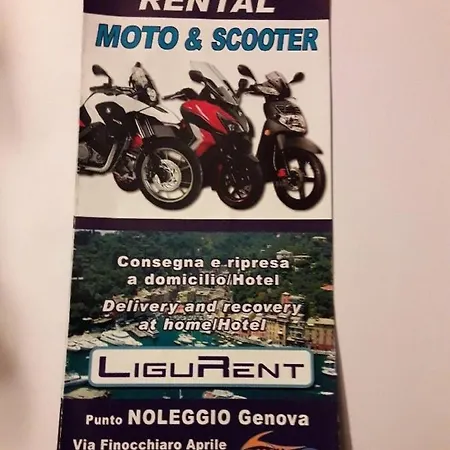 RENTAL
MOTO & SCOOTER
Consegna e ripresa
a domicilio/Hotel
Delivery and recovery
at home/Hotel
LIGURENT
Punto NOLEGGIO Genova
Via Finocchiaro Aprile